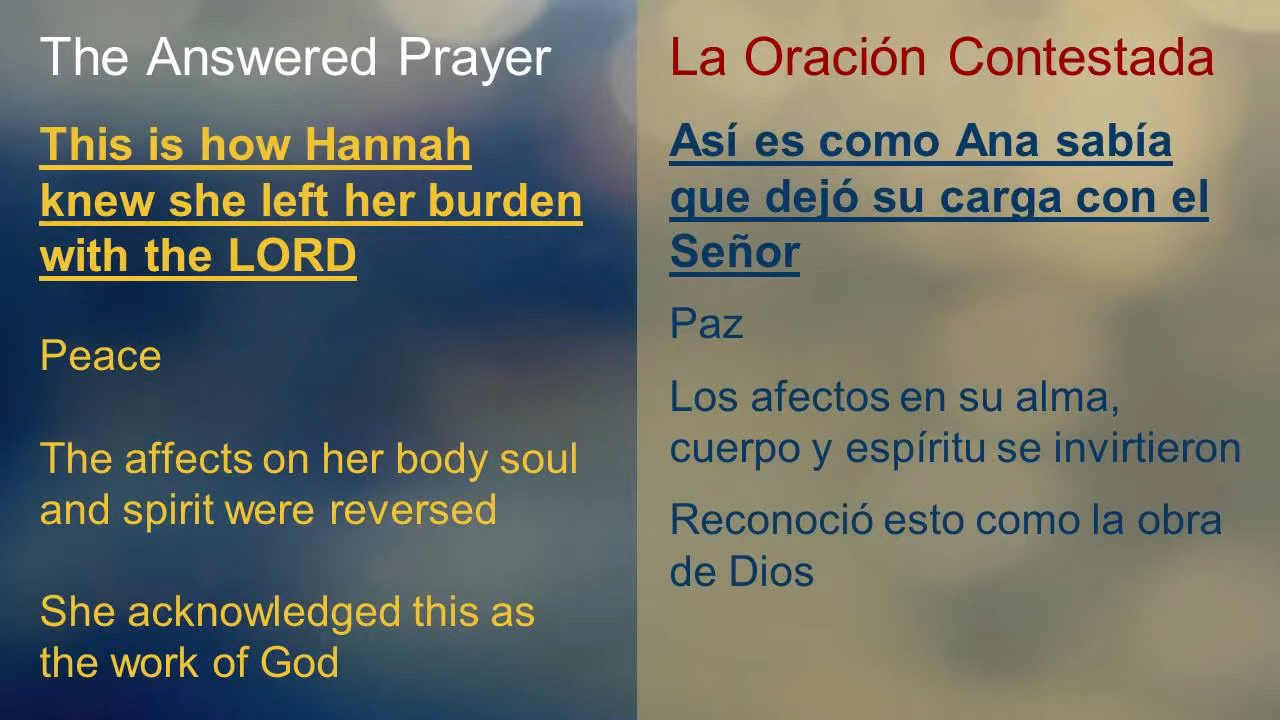 The Answered Prayer
This is how Hannah
knew she left her burden
with the LORD
Peace
The affects on her body soul
and spirit were reversed
She acknowledged this as
the work of God
La Oración Contestada
Así es como Ana sabía
que dejó su carga con el
Señor
Paz
Los afectos en su alma,
cuerpo y espíritu se invirtieron
Reconoció esto como la obra
de Dios